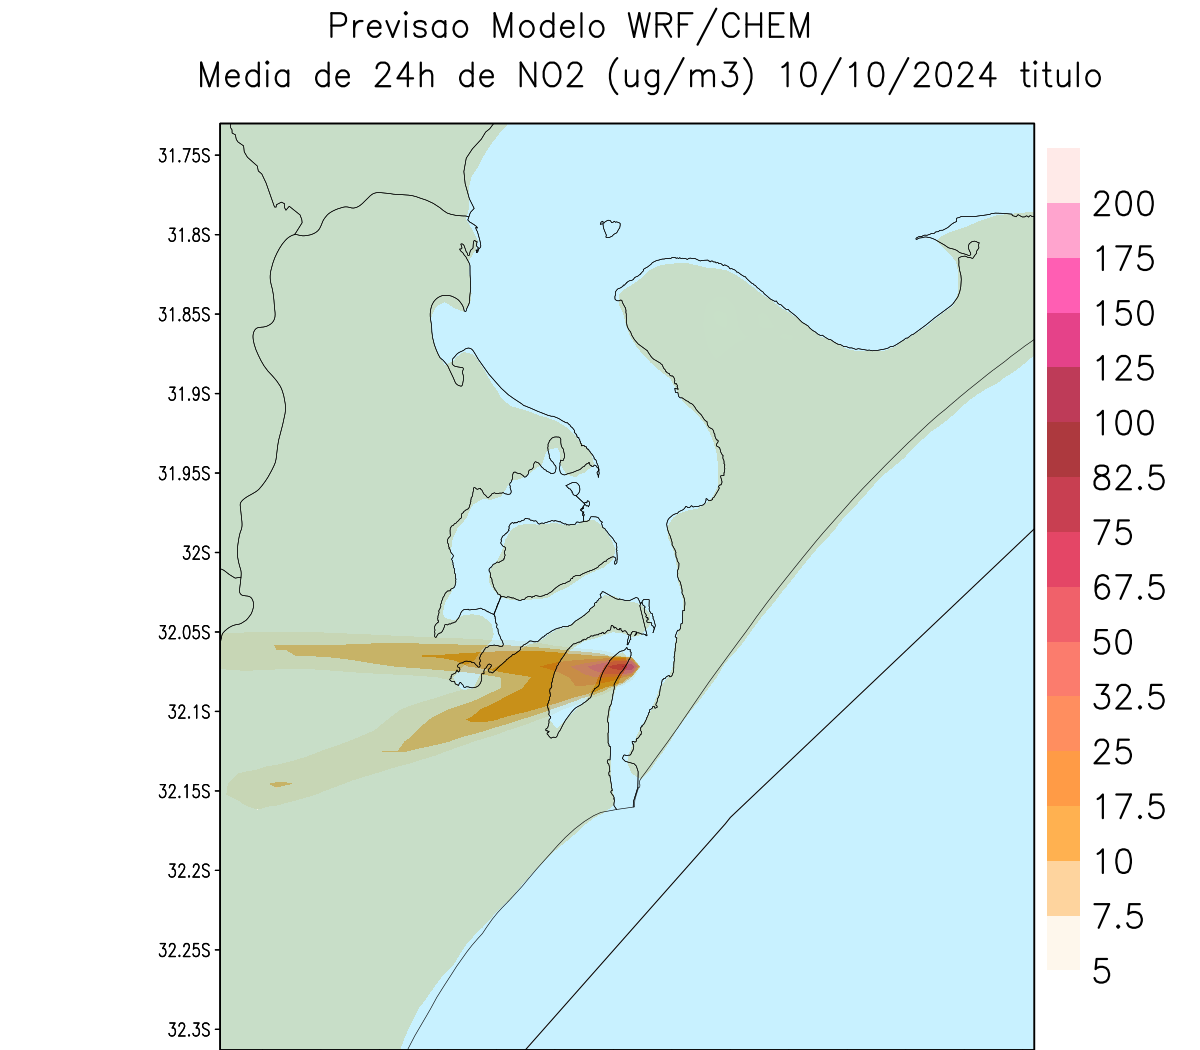 Previsao Modelo WRF/CHEM
Media de 24h de NO2 (ug/m3) 10/10/2024 titulo
31.75S
31.8S
31.85S
31.9S
31.95S
32S
32.05S
32.1S
32.15S
32.2S
32.25S
32.3S
200
175
150
125
100
82.5
75
67.5
50
32.5
25
17.5
10
7.5
5